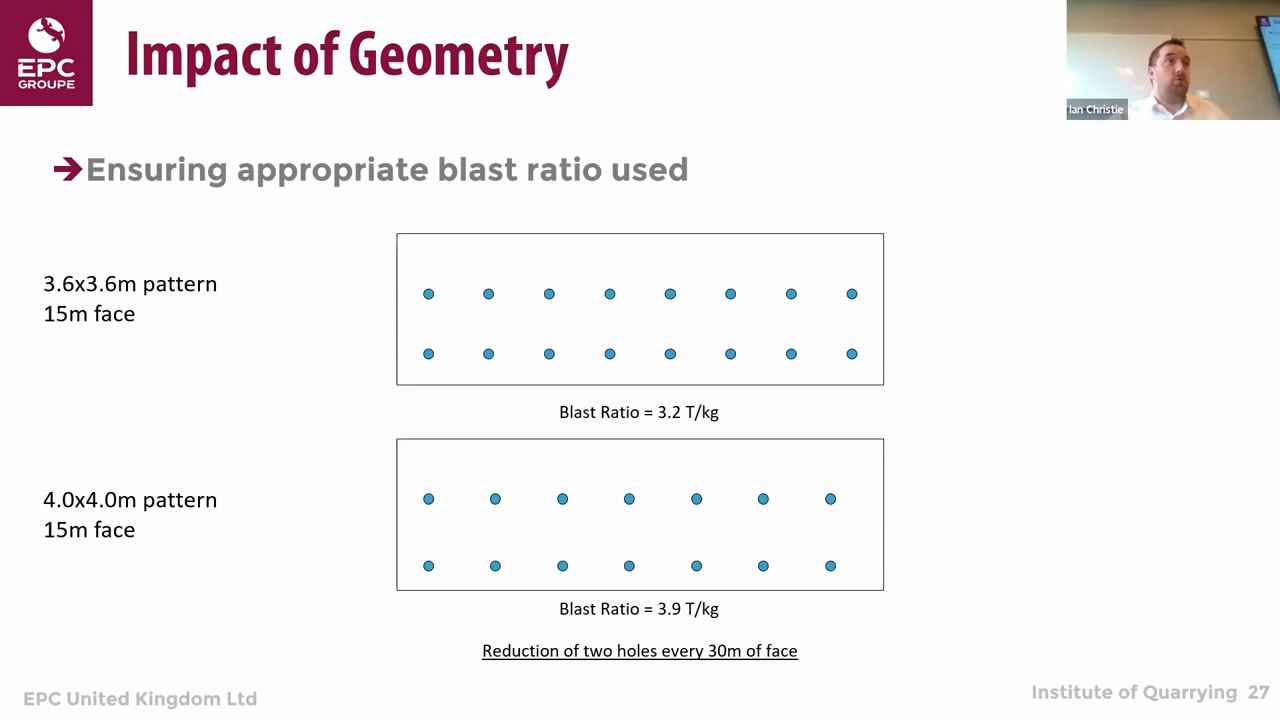 EPC
GROUPE
Impact of Geometry
Ian Christie
Ensuring appropriate blast ratio used
3.6x3.6m pattern
15m face
Blast Ratio = 3.2 T/kg
4.0x4.0m pattern
15m face
Blast Ratio = 3.9 T/kg
Reduction of two holes every 30m of face
EPC United Kingdom Ltd
Institute of Quarrying 27